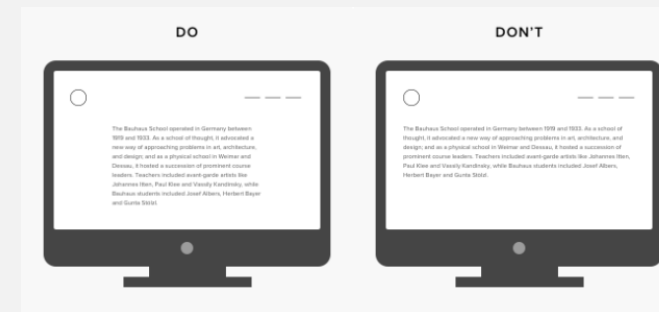 DO
The Bauhaus School operated in Germany between
1919 and 1933. As a school of thought, it advocated a
new way of approaching problems in art, architecture,
and design; and as a physical school in Weimar and
Dessau, it hosted a succession of prominent course
leaders. Teachers included avant-garde artists like
Johannes Itten, Paul Klee and Vassily Kandinsky, while
Bauhaus students included Josef Albers, Herbert Bayer
and Gunta Stölzl.
DON'T
The Bauhaus School operated in Germany between 1919 and 1933. As a school of
thought, it advocated a new way of approaching problems in art, architecture, and
design; and as a physical school in Weimar and Dessau, it hosted a succession of
prominent course leaders. Teachers included avant-garde artists like Johannes Itten,
Paul Klee and Vassily Kandinsky, while Bauhaus students included Josef Albers,
Herbert Bayer and Gunta Stölzl.